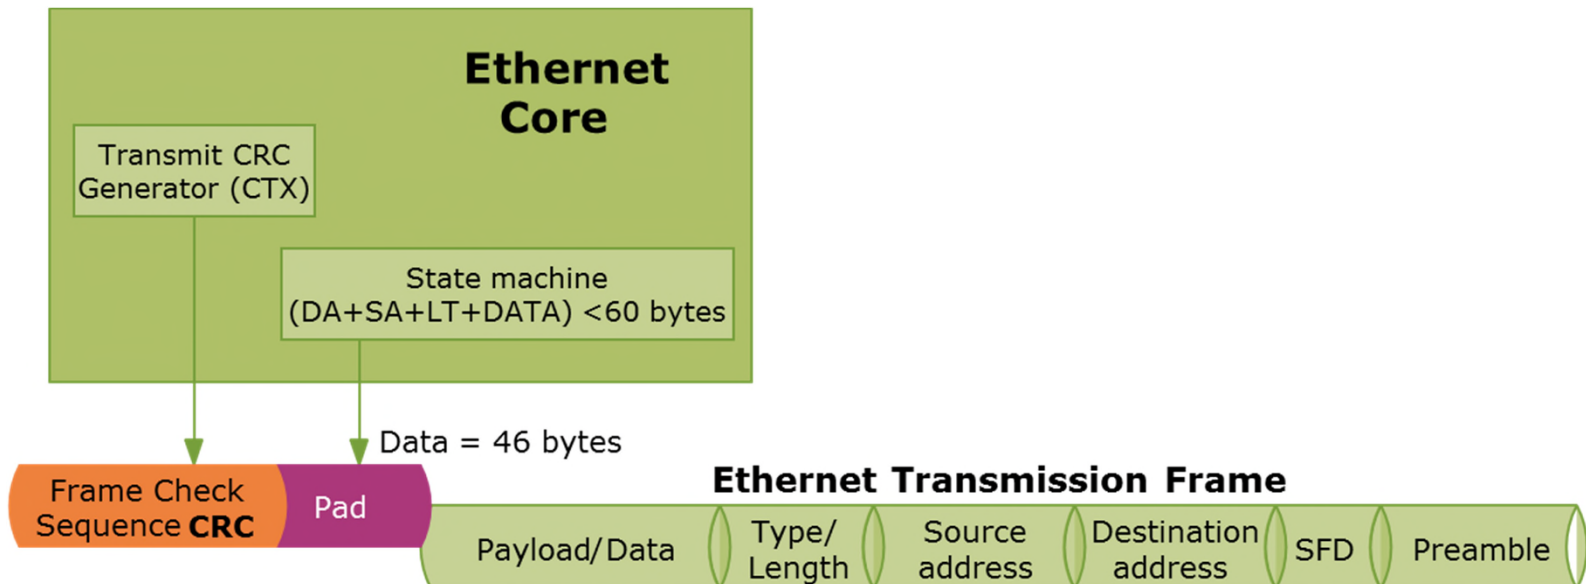 Ethernet
Core
Transmit CRC
Generator (CTX)
State machine
(DA+SA+LT+DATA) <60 bytes
Data = 46 bytes
Ethernet Transmission Frame
Frame Check
Sequence CRC
Pad
Payload/Data
Type/
Length
Source
address
Destination
address
SFD
Preamble